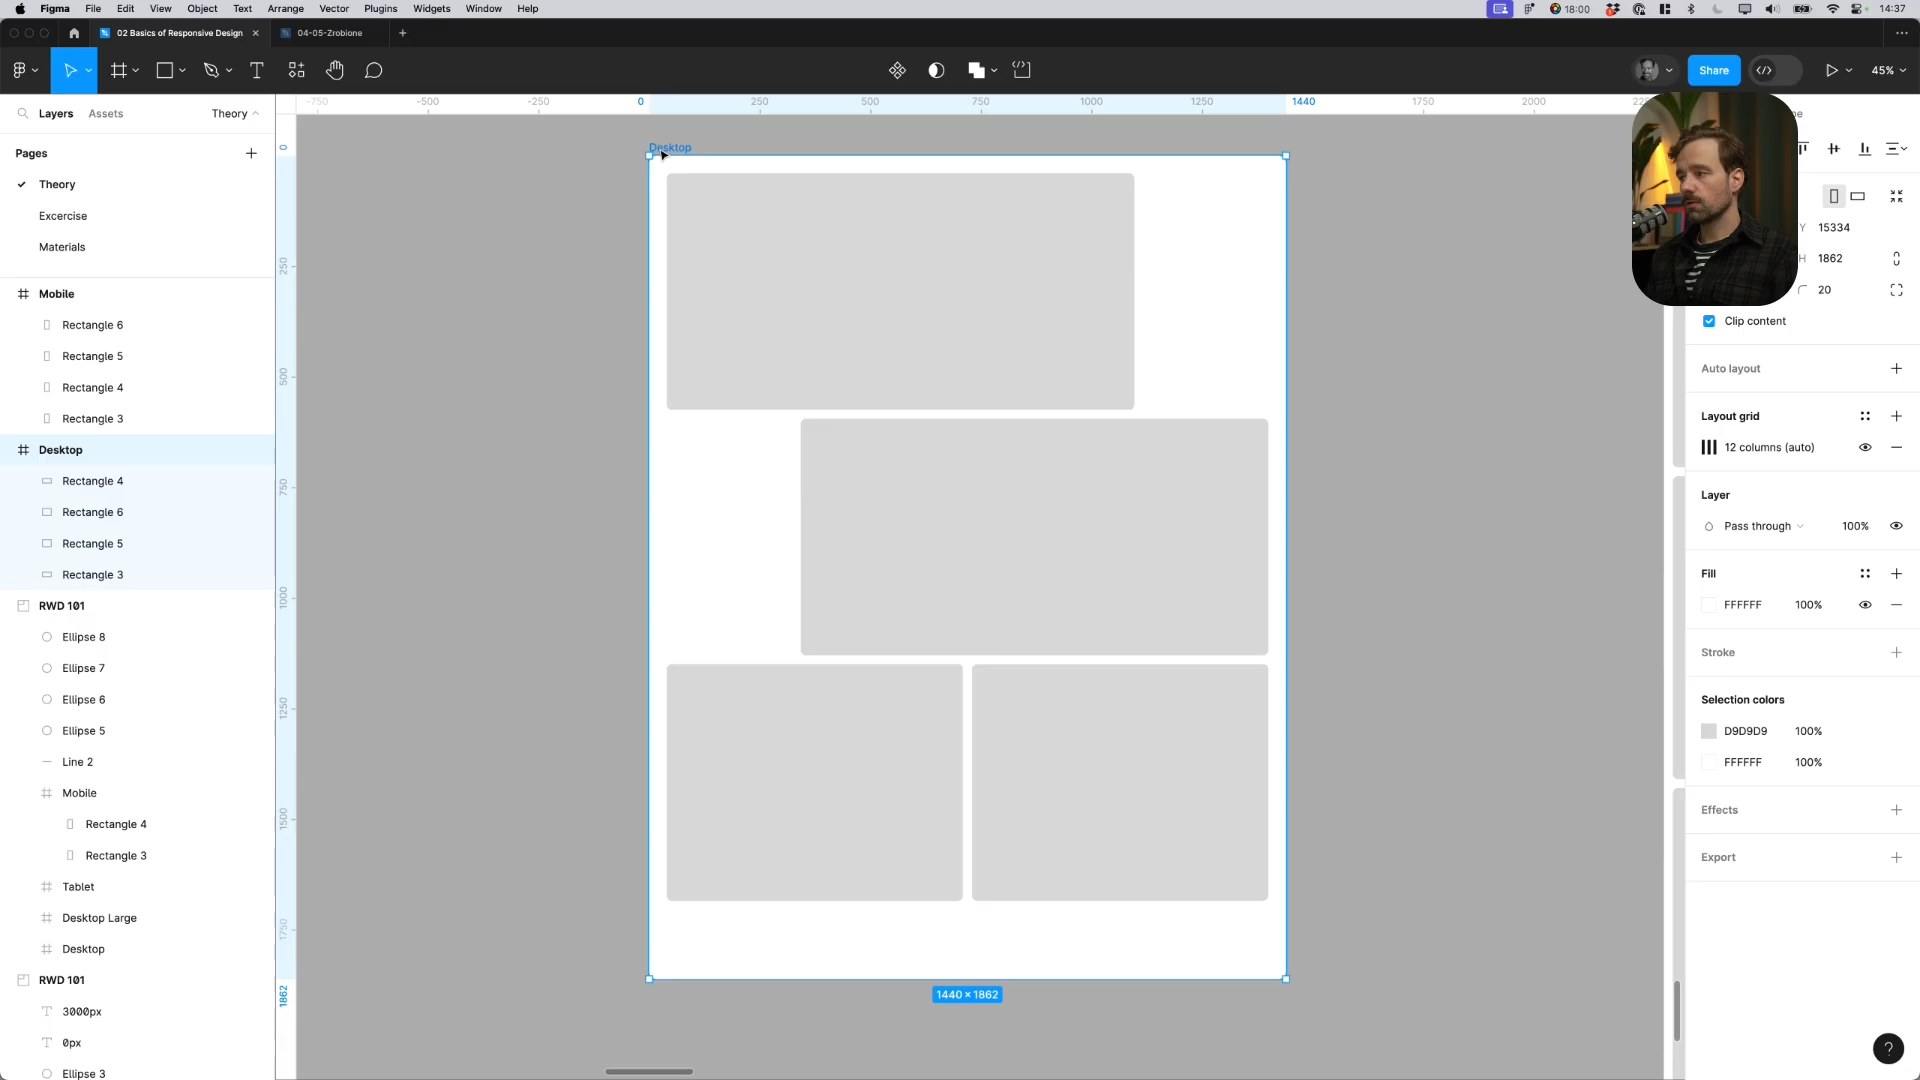 Figma File Edit View Object Text Arrange Vector Plugins Widgets Window Help 18:00 14:37
02 Basics of Responsive Design 04-05-Zrobione
Share 45%
Layers Assets Theory
Pages
Theory
Excercise
Materials
Mobile
Rectangle 6
Rectangle 5
Rectangle 4
Rectangle 3
Desktop
Rectangle 4
Rectangle 6
Rectangle 5
Rectangle 3
RWD 101
Ellipse 8
Ellipse 7
Ellipse 6
Ellipse 5
Line 2
Mobile
Rectangle 4
Rectangle 3
Tablet
Desktop Large
Desktop
RWD 101
3000px
0px
Ellipse 3
-750 -500 -250 0 250 500 750 1000 1250 1440 1750 2000
0
250
500
750
1000
1250
1500
1750
1862
Desktop
1440 × 1862
Y 15334
H 1862
20
Clip content
Auto layout
Layout grid
12 columns (auto)
Layer
Pass through 100%
Fill
FFFFFF 100%
Stroke
Selection colors
D9D9D9 100%
FFFFFF 100%
Effects
Export
?